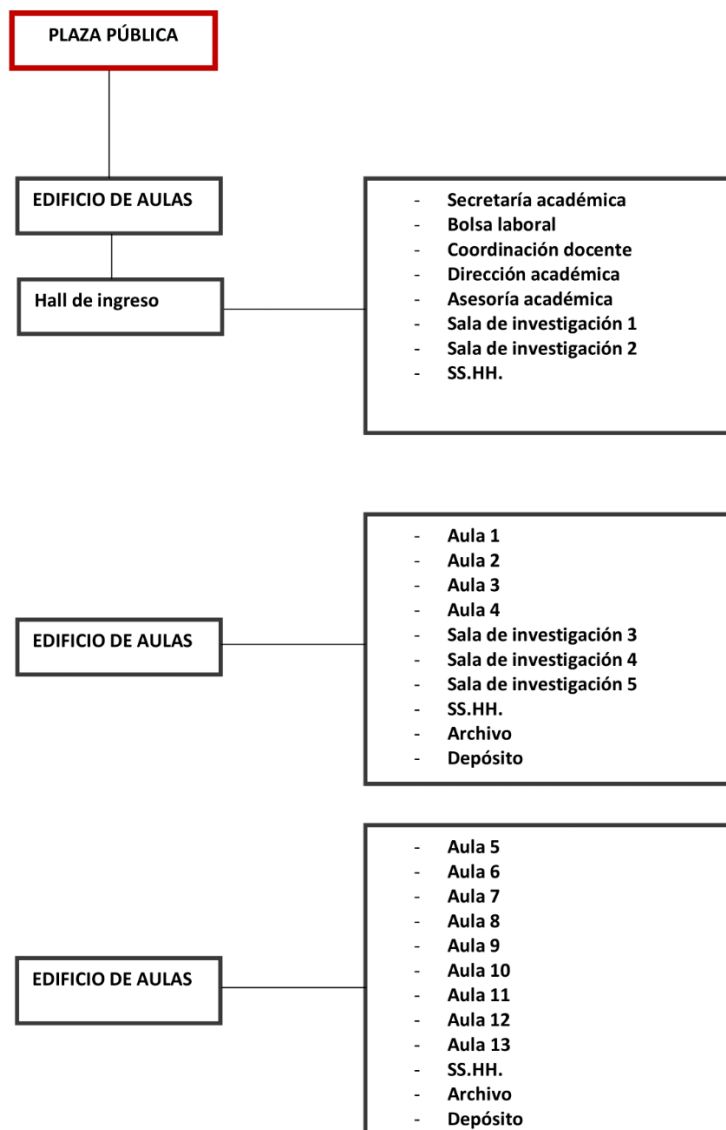 PLAZA PÚBLICA
EDIFICIO DE AULAS
Hall de ingreso
- Secretaría académica
- Bolsa laboral
- Coordinación docente
- Dirección académica
- Asesoría académica
- Sala de investigación 1
- Sala de investigación 2
- SS.HH.
EDIFICIO DE AULAS
- Aula 1
- Aula 2
- Aula 3
- Aula 4
- Sala de investigación 3
- Sala de investigación 4
- Sala de investigación 5
- SS.HH.
- Archivo
- Depósito
EDIFICIO DE AULAS
- Aula 5
- Aula 6
- Aula 7
- Aula 8
- Aula 9
- Aula 10
- Aula 11
- Aula 12
- Aula 13
- SS.HH.
- Archivo
- Depósito